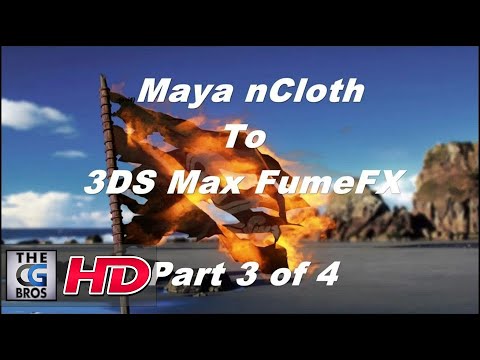 Maya nCloth
To
3DS Max FumeFX
Part 3 of 4
THE
CG
BROS
HD